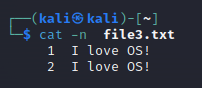 ┌──(kali㉿kali)-[~]
└─$ cat -n  file3.txt
     1  I love OS!
     2  I love OS!